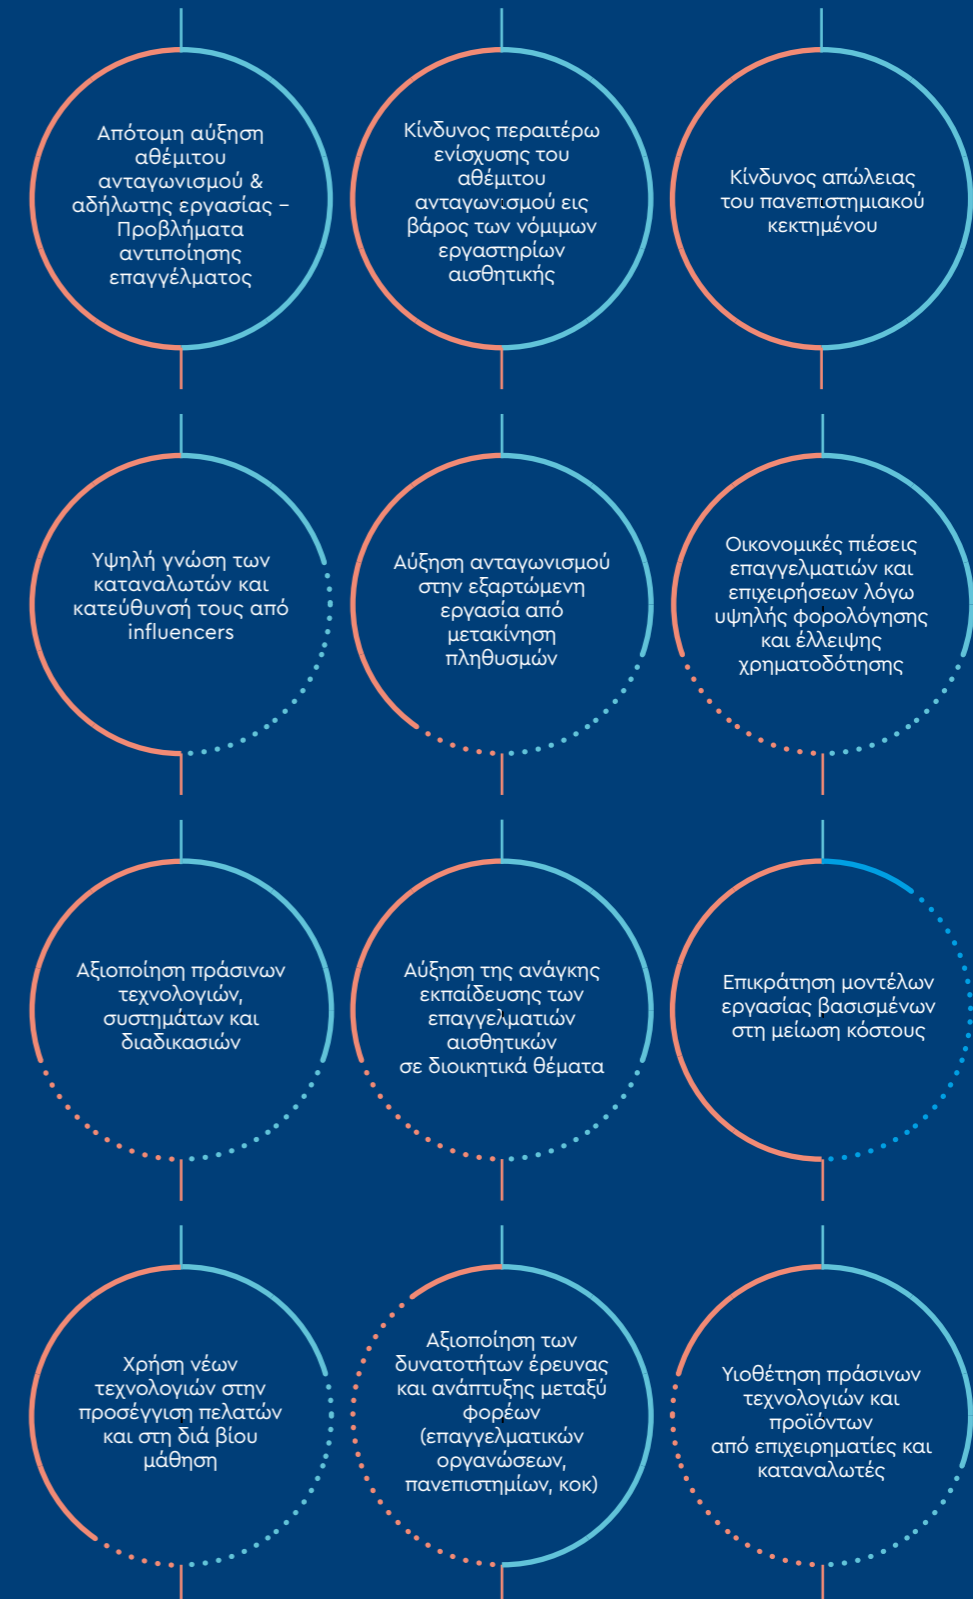 Απότομη αύξηση
αθέμιτου
ανταγωνισμού &
αδήλωτης εργασίας –
Προβλήματα
αντιποίησης
επαγγέλματος
Κίνδυνος περαιτέρω
ενίσχυσης του
αθέμιτου
ανταγωνισμού εις
βάρος των νόμιμων
εργαστηρίων
αισθητικής
Κίνδυνος απώλειας
του πανεπιστημιακού
κεκτημένου
Υψηλή γνώση των
καταναλωτών και
κατεύθυνσή τους από
influencers
Αύξηση ανταγωνισμού
στην εξαρτώμενη
εργασία από
μετακίνηση
πληθυσμών
Οικονομικές πιέσεις
επαγγελματιών και
επιχειρήσεων λόγω
υψηλής φορολόγησης
και έλλειψης
χρηματοδότησης
Αξιοποίηση πράσινων
τεχνολογιών,
συστημάτων και
διαδικασιών
Αύξηση της ανάγκης
εκπαίδευσης των
επαγγελματιών
αισθητικών
σε διοικητικά θέματα
Επικράτηση μοντέλων
εργασίας βασισμένων
στη μείωση κόστους
Χρήση νέων
τεχνολογιών στην
προσέγγιση πελατών
και στη διά βίου
μάθηση
Αξιοποίηση των
δυνατοτήτων έρευνας
και ανάπτυξης μεταξύ
φορέων
(επαγγελματικών
οργανώσεων,
πανεπιστημίων, κοκ)
Υιοθέτηση πράσινων
τεχνολογιών και
προϊόντων
από επιχειρηματίες και
καταναλωτές